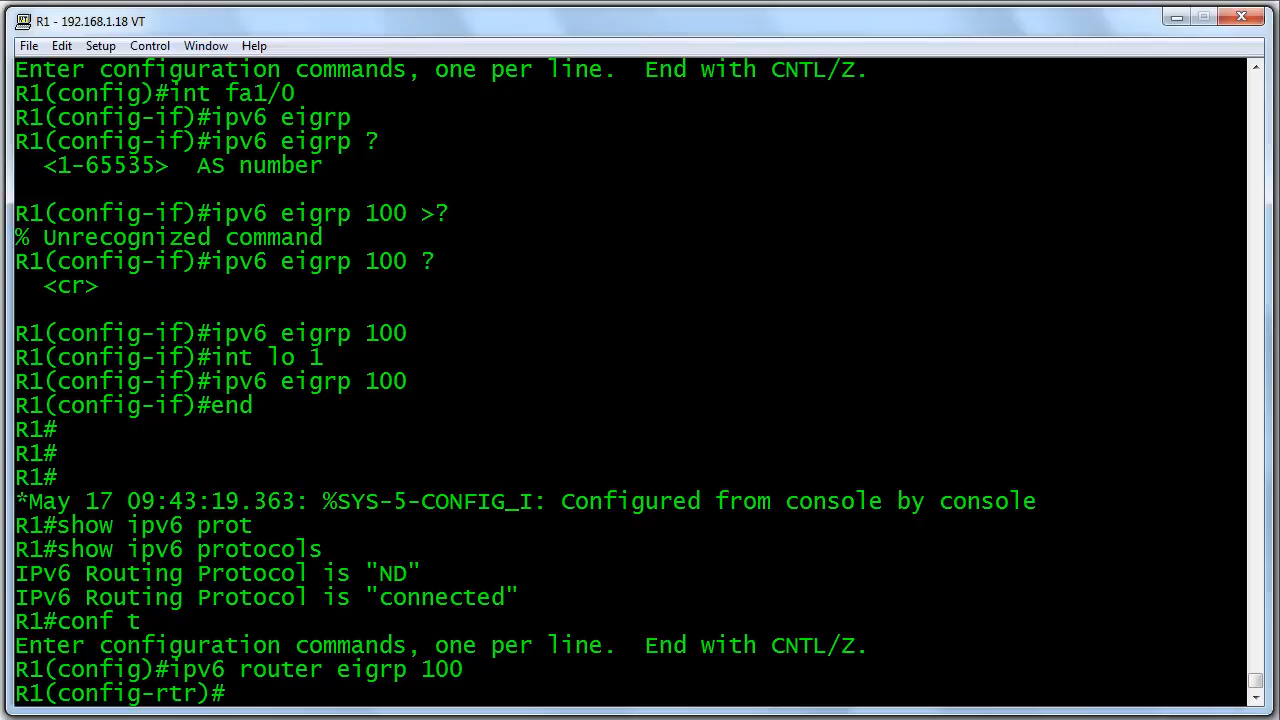 R1 - 192.168.1.18 VT
File Edit Setup Control Window Help
Enter configuration commands, one per line.  End with CNTL/Z.
R1(config)#int fa1/0
R1(config-if)#ipv6 eigrp
R1(config-if)#ipv6 eigrp ?
  <1-65535>  AS number
R1(config-if)#ipv6 eigrp 100 >?
% Unrecognized command
R1(config-if)#ipv6 eigrp 100 ?
  <cr>
R1(config-if)#ipv6 eigrp 100
R1(config-if)#int lo 1
R1(config-if)#ipv6 eigrp 100
R1(config-if)#end
R1#
R1#
R1#
*May 17 09:43:19.363: %SYS-5-CONFIG_I: Configured from console by console
R1#show ipv6 prot
R1#show ipv6 protocols
IPv6 Routing Protocol is "ND"
IPv6 Routing Protocol is "connected"
R1#conf t
Enter configuration commands, one per line.  End with CNTL/Z.
R1(config)#ipv6 router eigrp 100
R1(config-rtr)#